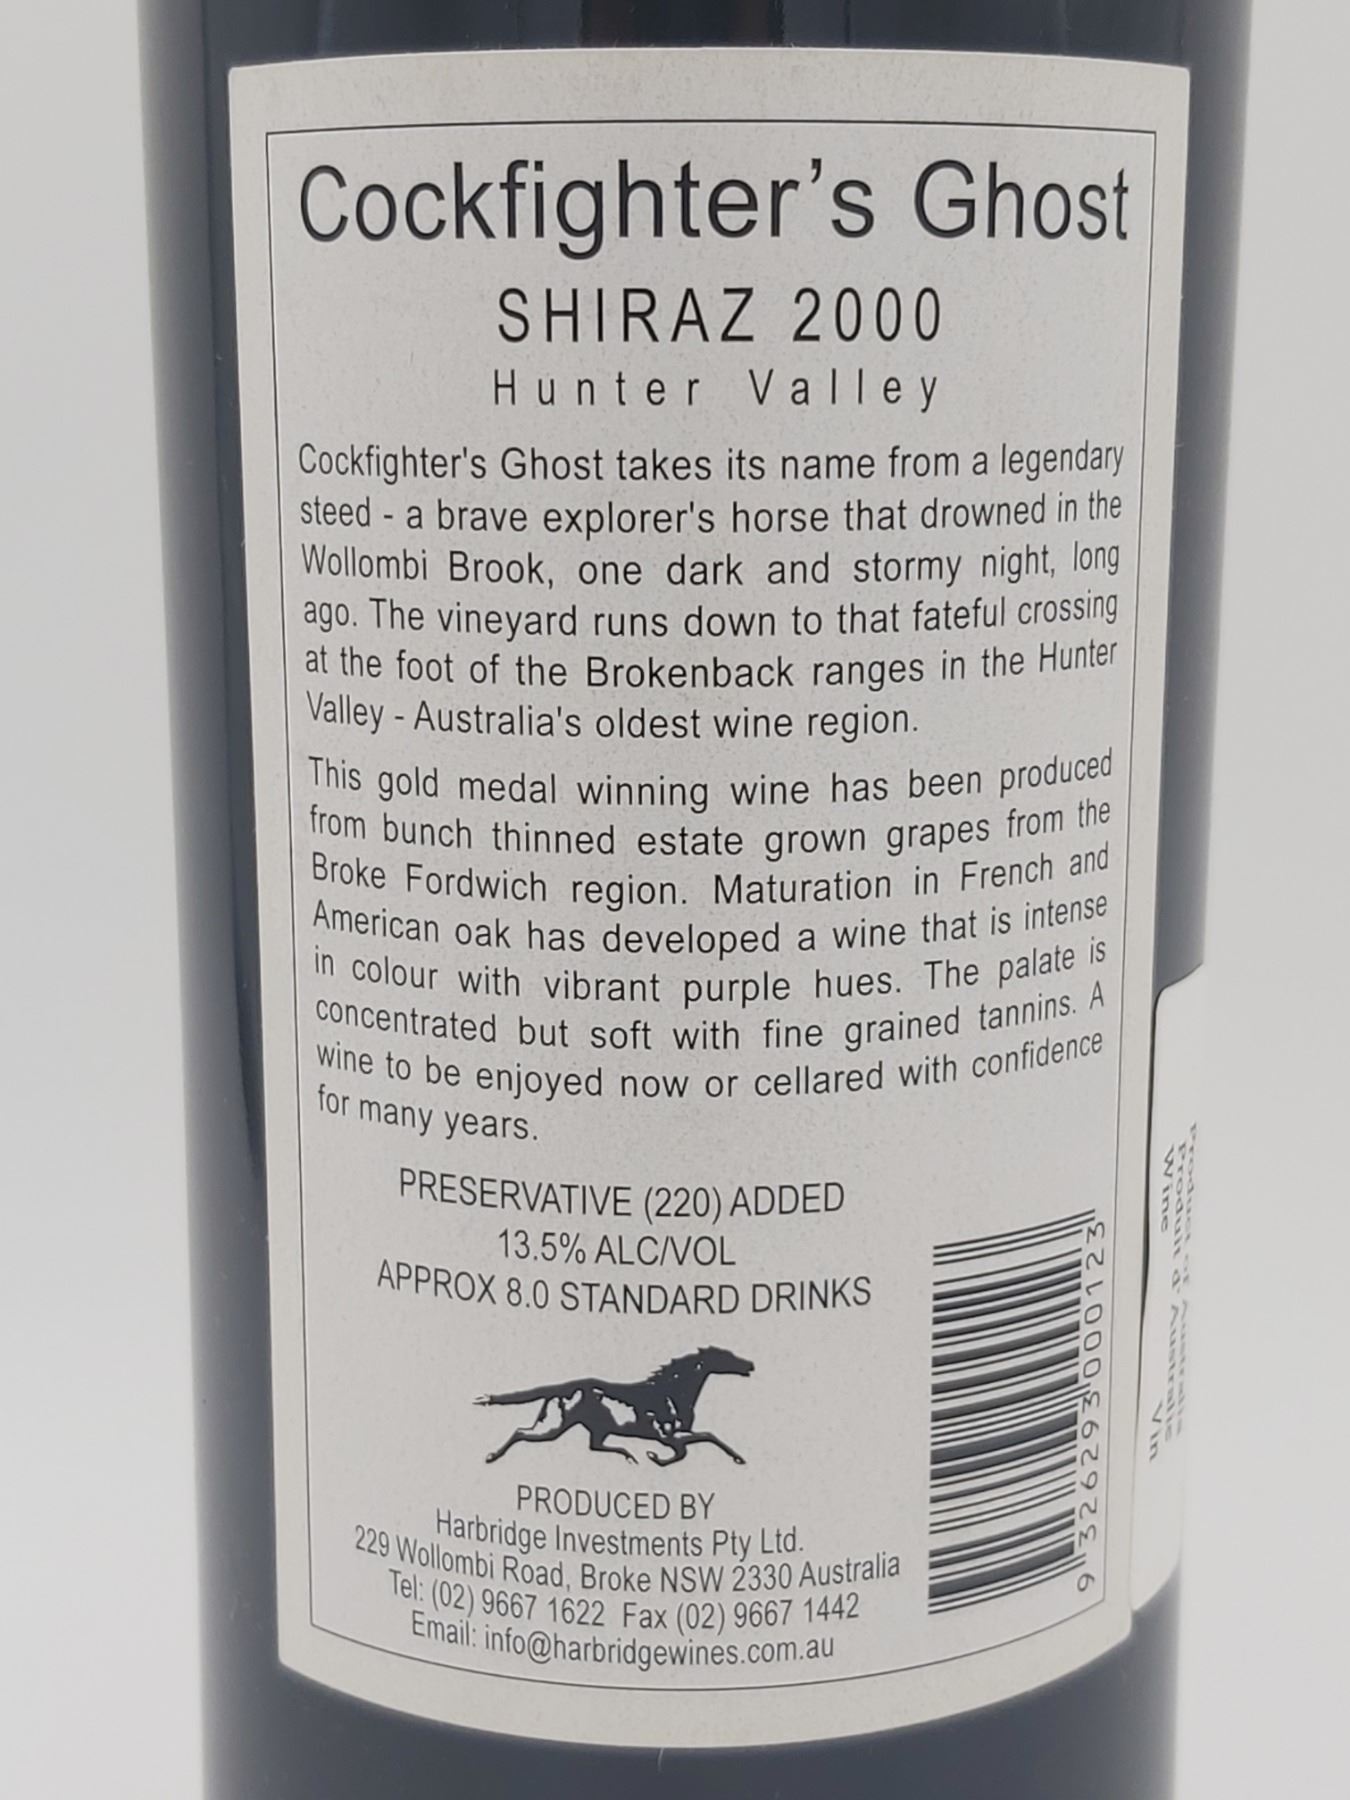 Cockfighter's Ghost
SHIRAZ 2000
Hunter Valley
Cockfighter's Ghost takes its name from a legendary
steed - a brave explorer's horse that drowned in the
Wollombi Brook, one dark and stormy night, long
ago. The vineyard runs down to that fateful crossing
at the foot of the Brokenback ranges in the Hunter
Valley - Australia's oldest wine region.
This gold medal winning wine has been produced
from bunch thinned estate grown grapes from the
Broke Fordwich region. Maturation in French and
American oak has developed a wine that is intense
in colour with vibrant purple hues. The palate is
concentrated but soft with fine grained tannins. A
wine to be enjoyed now or cellared with confidence
for many years.
PRESERVATIVE (220) ADDED
13.5% ALC/VOL
APPROX 8.0 STANDARD DRINKS
PRODUCED BY
Harbridge Investments Pty Ltd.
229 Wollombi Road, Broke NSW 2330 Australia
Tel: (02) 9667 1622 Fax (02) 9667 1442
Email: info@harbridgewines.com.au
9 326293 000123
Product of Australia
Produit d'Australie
Wine Vin